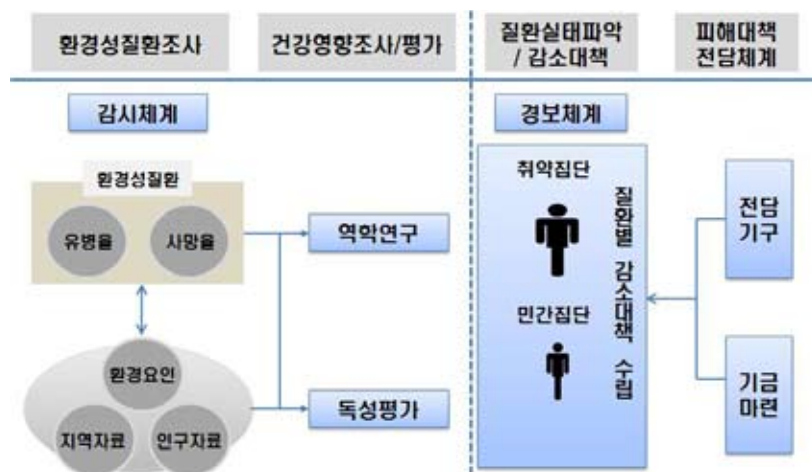 환경성질환조사
건강영향조사/평가
질환실태파악
/ 감소대책
피해대책
전담체계
감시체계
경보체계
환경성질환
유병율
사망율
역학연구
환경요인
지역자료
인구자료
독성평가
취약집단
민간집단
질환별 감소대책 수립
전담
기구
기금
마련